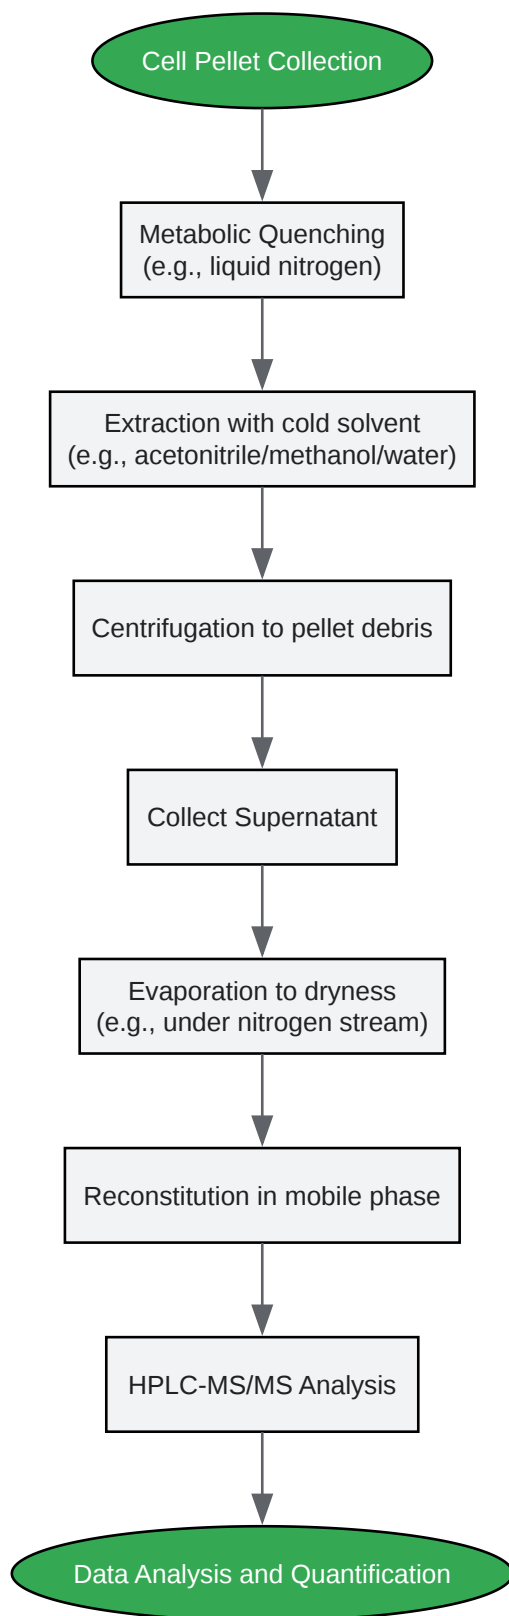 Cell Pellet Collection
Metabolic Quenching
(e.g., liquid nitrogen)
Extraction with cold solvent
(e.g., acetonitrile/methanol/water)
Centrifugation to pellet debris
Collect Supernatant
Evaporation to dryness
(e.g., under nitrogen stream)
Reconstitution in mobile phase
HPLC-MS/MS Analysis
Data Analysis and Quantification